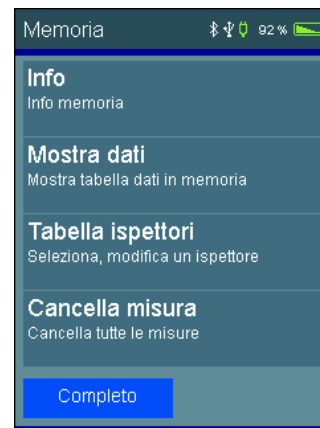 Memoria 92 %
Info
Info memoria
Mostra dati
Mostra tabella dati in memoria
Tabella ispettori
Seleziona, modifica un ispettore
Cancella misura
Cancella tutte le misure
Completo